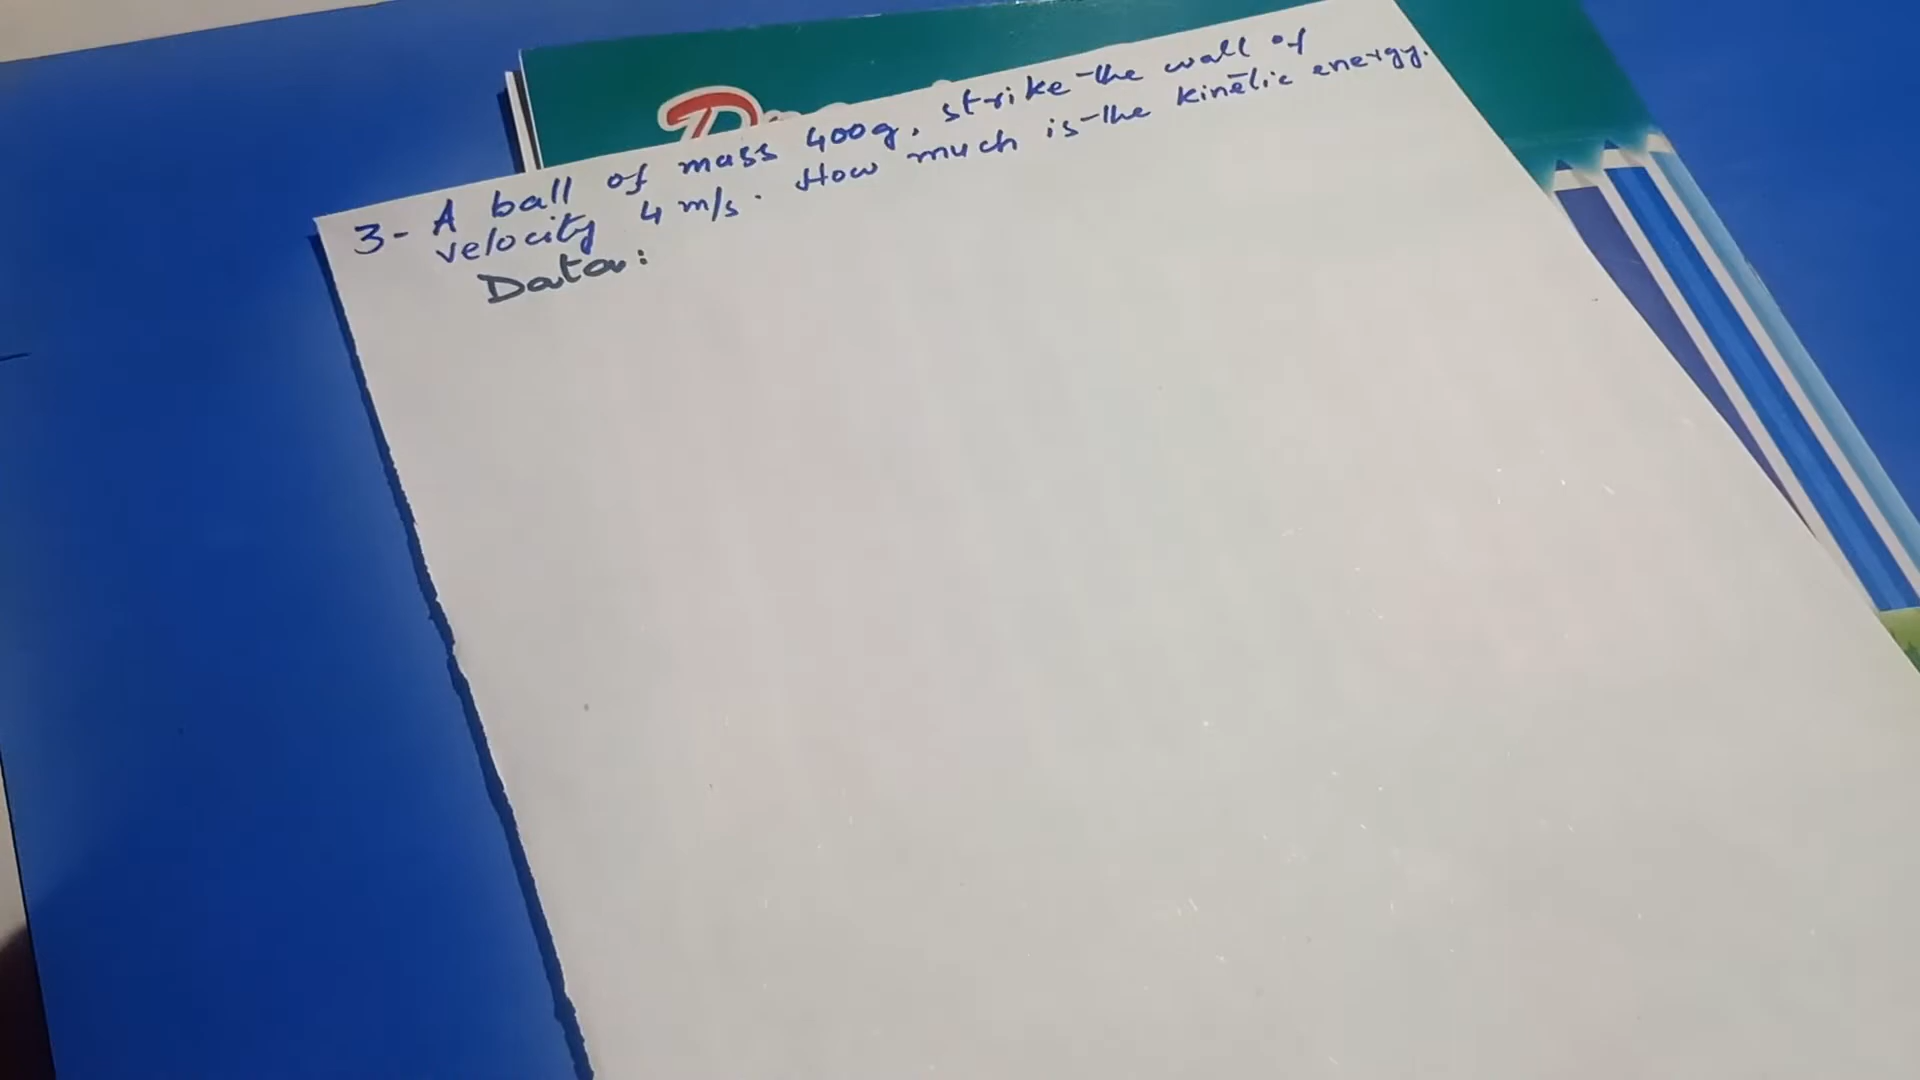 3- A ball of mass 400g, strike the wall of
velocity 4 m/s. How much is the kinetic energy.
Data: